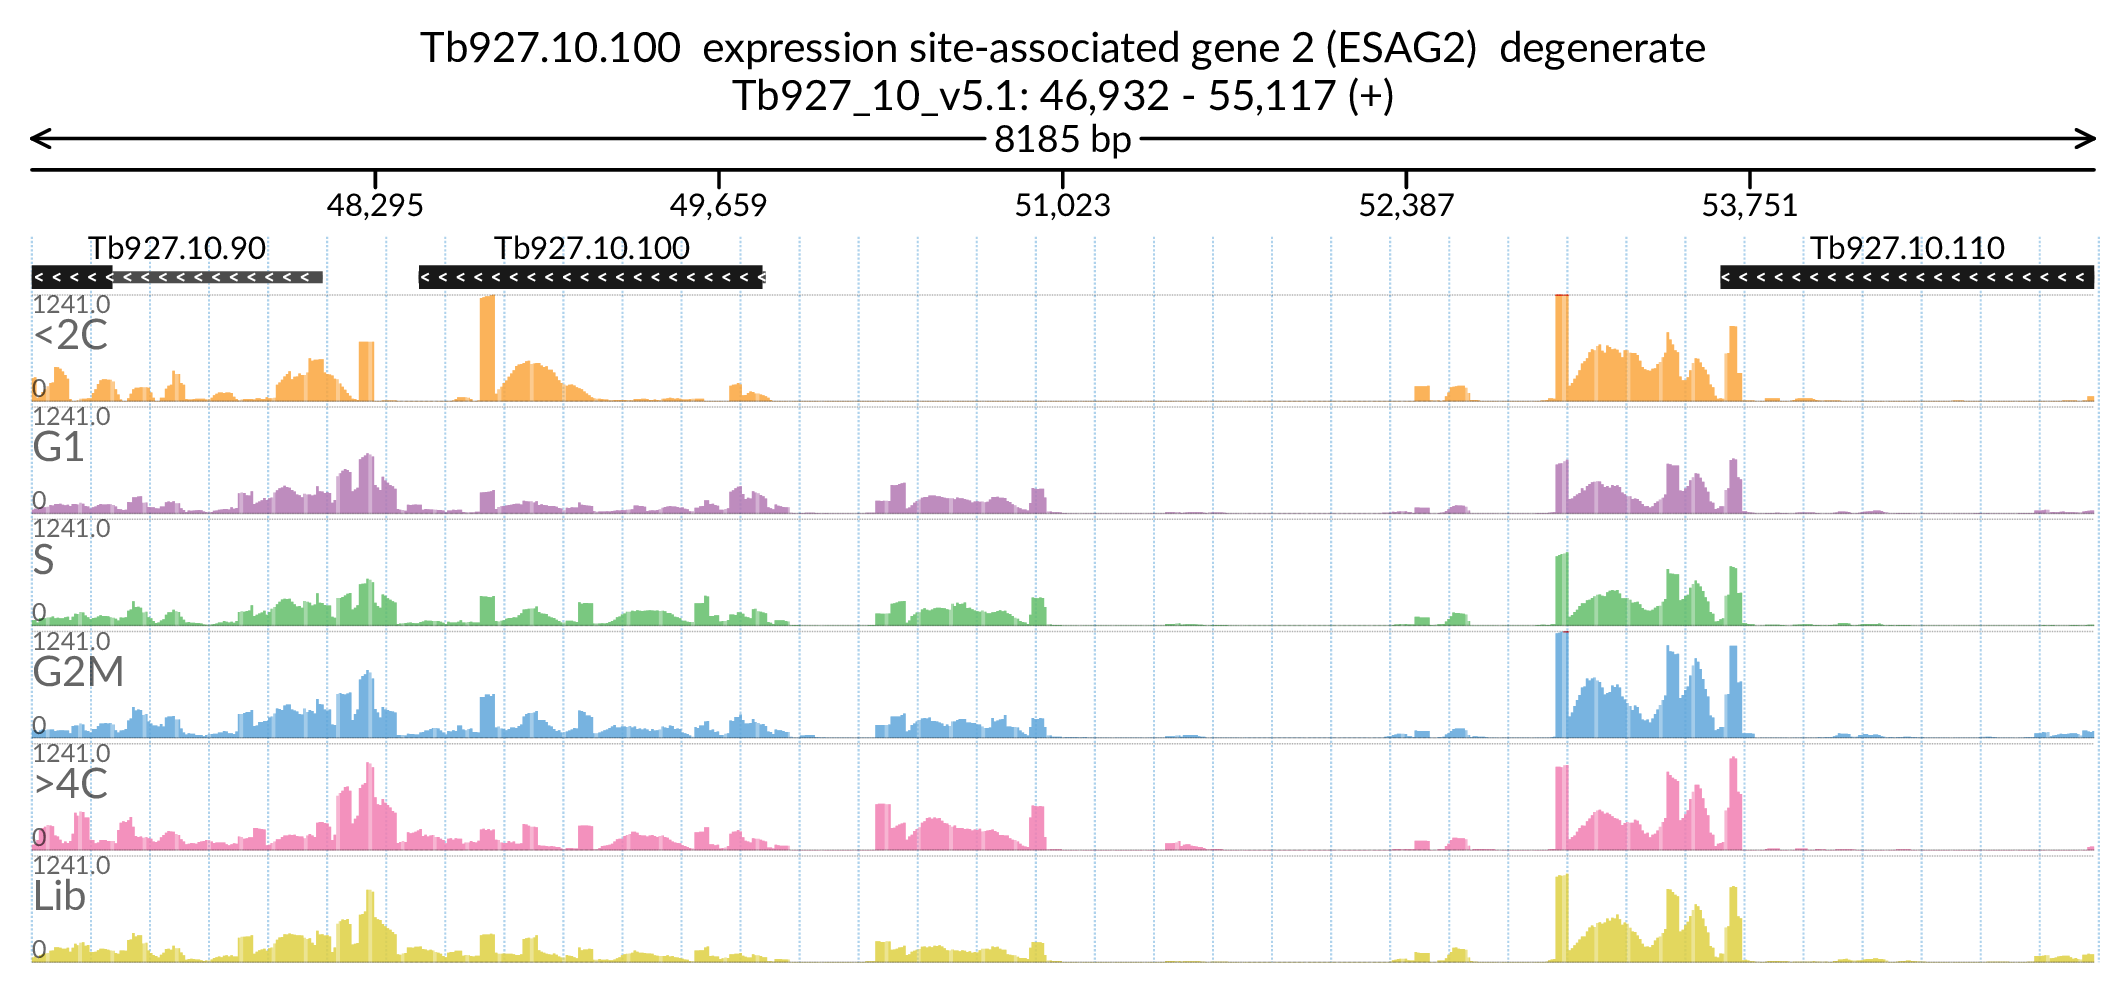 Tb927.10.100  expression site-associated gene 2 (ESAG2)  degenerate
Tb927_10_v5.1: 46,932 - 55,117 (+)
8185 bp
48,295 49,659 51,023 52,387 53,751
Tb927.10.90 Tb927.10.100 Tb927.10.110
1241.0
<2C
0
1241.0
G1
0
1241.0
S
0
1241.0
G2M
0
1241.0
>4C
0
1241.0
Lib
0